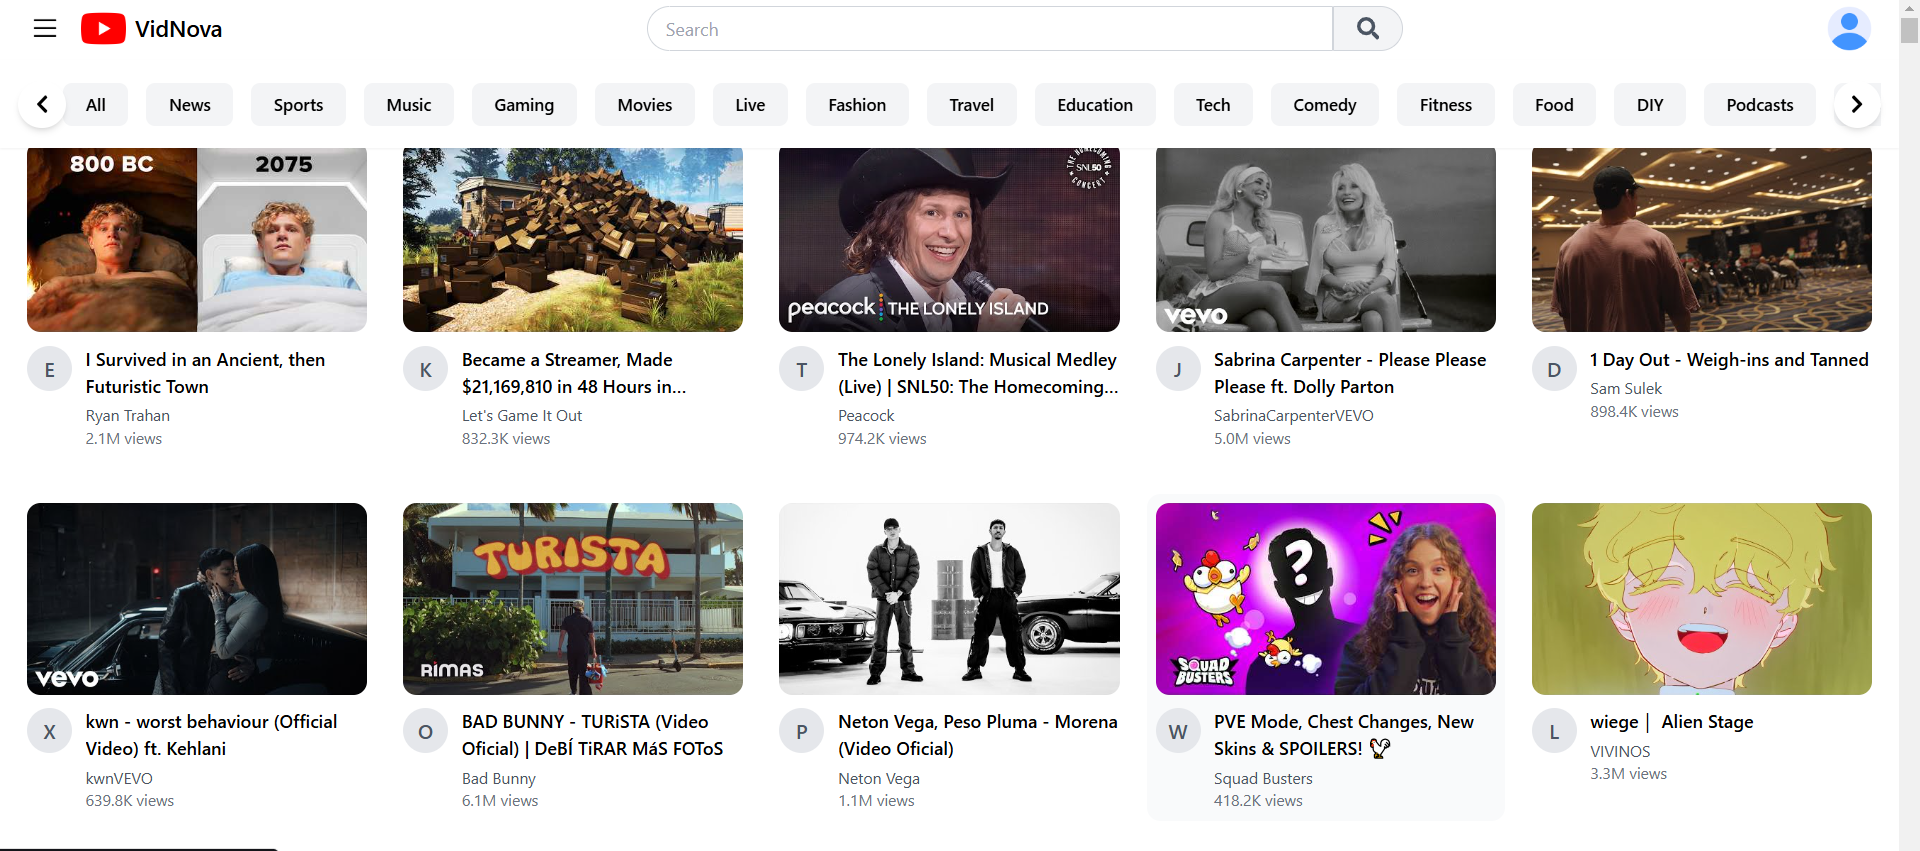 VidNova
Search
All
News
Sports
Music
Gaming
Movies
Live
Fashion
Travel
Education
Tech
Comedy
Fitness
Food
DIY
Podcasts
800 BC
2075
THE HOMECOMING
SNL50
CONCERT
peacock THE LONELY ISLAND
vevo
E
I Survived in an Ancient, then
Futuristic Town
Ryan Trahan
2.1M views
K
Became a Streamer, Made
$21,169,810 in 48 Hours in...
Let's Game It Out
832.3K views
T
The Lonely Island: Musical Medley
(Live) | SNL50: The Homecoming...
Peacock
974.2K views
J
Sabrina Carpenter - Please Please
Please ft. Dolly Parton
SabrinaCarpenterVEVO
5.0M views
D
1 Day Out - Weigh-ins and Tanned
Sam Sulek
898.4K views
vevo
TURISTA
RIMAS
?
SQUAD
BUSTERS
X
kwn - worst behaviour (Official
Video) ft. Kehlani
kwnVEVO
639.8K views
O
BAD BUNNY - TURiSTA (Video
Oficial) | DeBÍ TiRAR MáS FOToS
Bad Bunny
6.1M views
P
Neton Vega, Peso Pluma - Morena
(Video Oficial)
Neton Vega
1.1M views
W
PVE Mode, Chest Changes, New
Skins & SPOILERS! 🐓
Squad Busters
418.2K views
L
wiege│ Alien Stage
VIVINOS
3.3M views